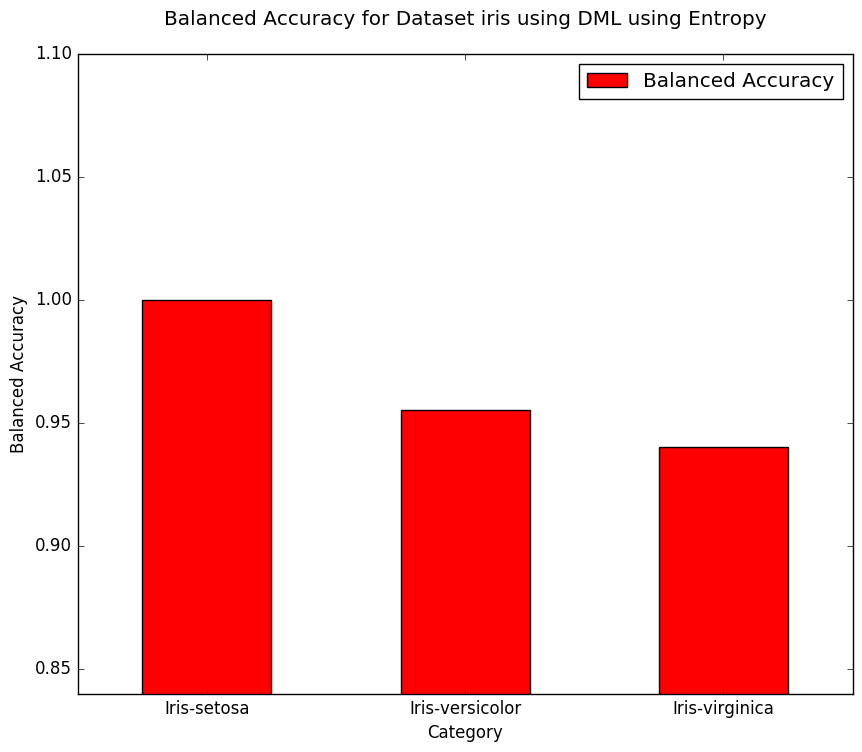 Balanced Accuracy for Dataset iris using DML using Entropy
1.10
Balanced Accuracy
1.05
1.00
0.95
0.90
0.85
Balanced Accuracy
Iris-setosa
Iris-versicolor
Iris-virginica
Category